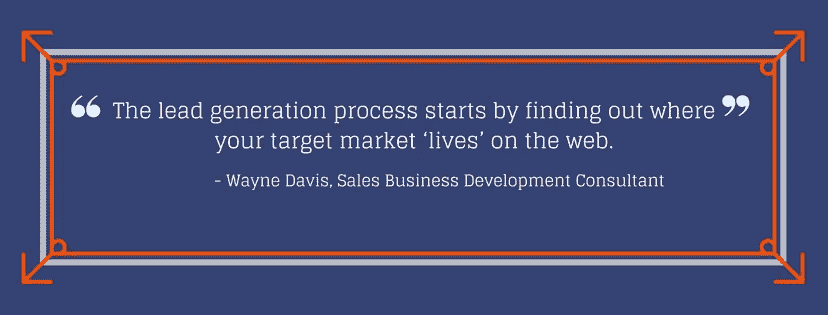 “ The lead generation process starts by finding out where ”
your target market ‘lives’ on the web.
- Wayne Davis, Sales Business Development Consultant